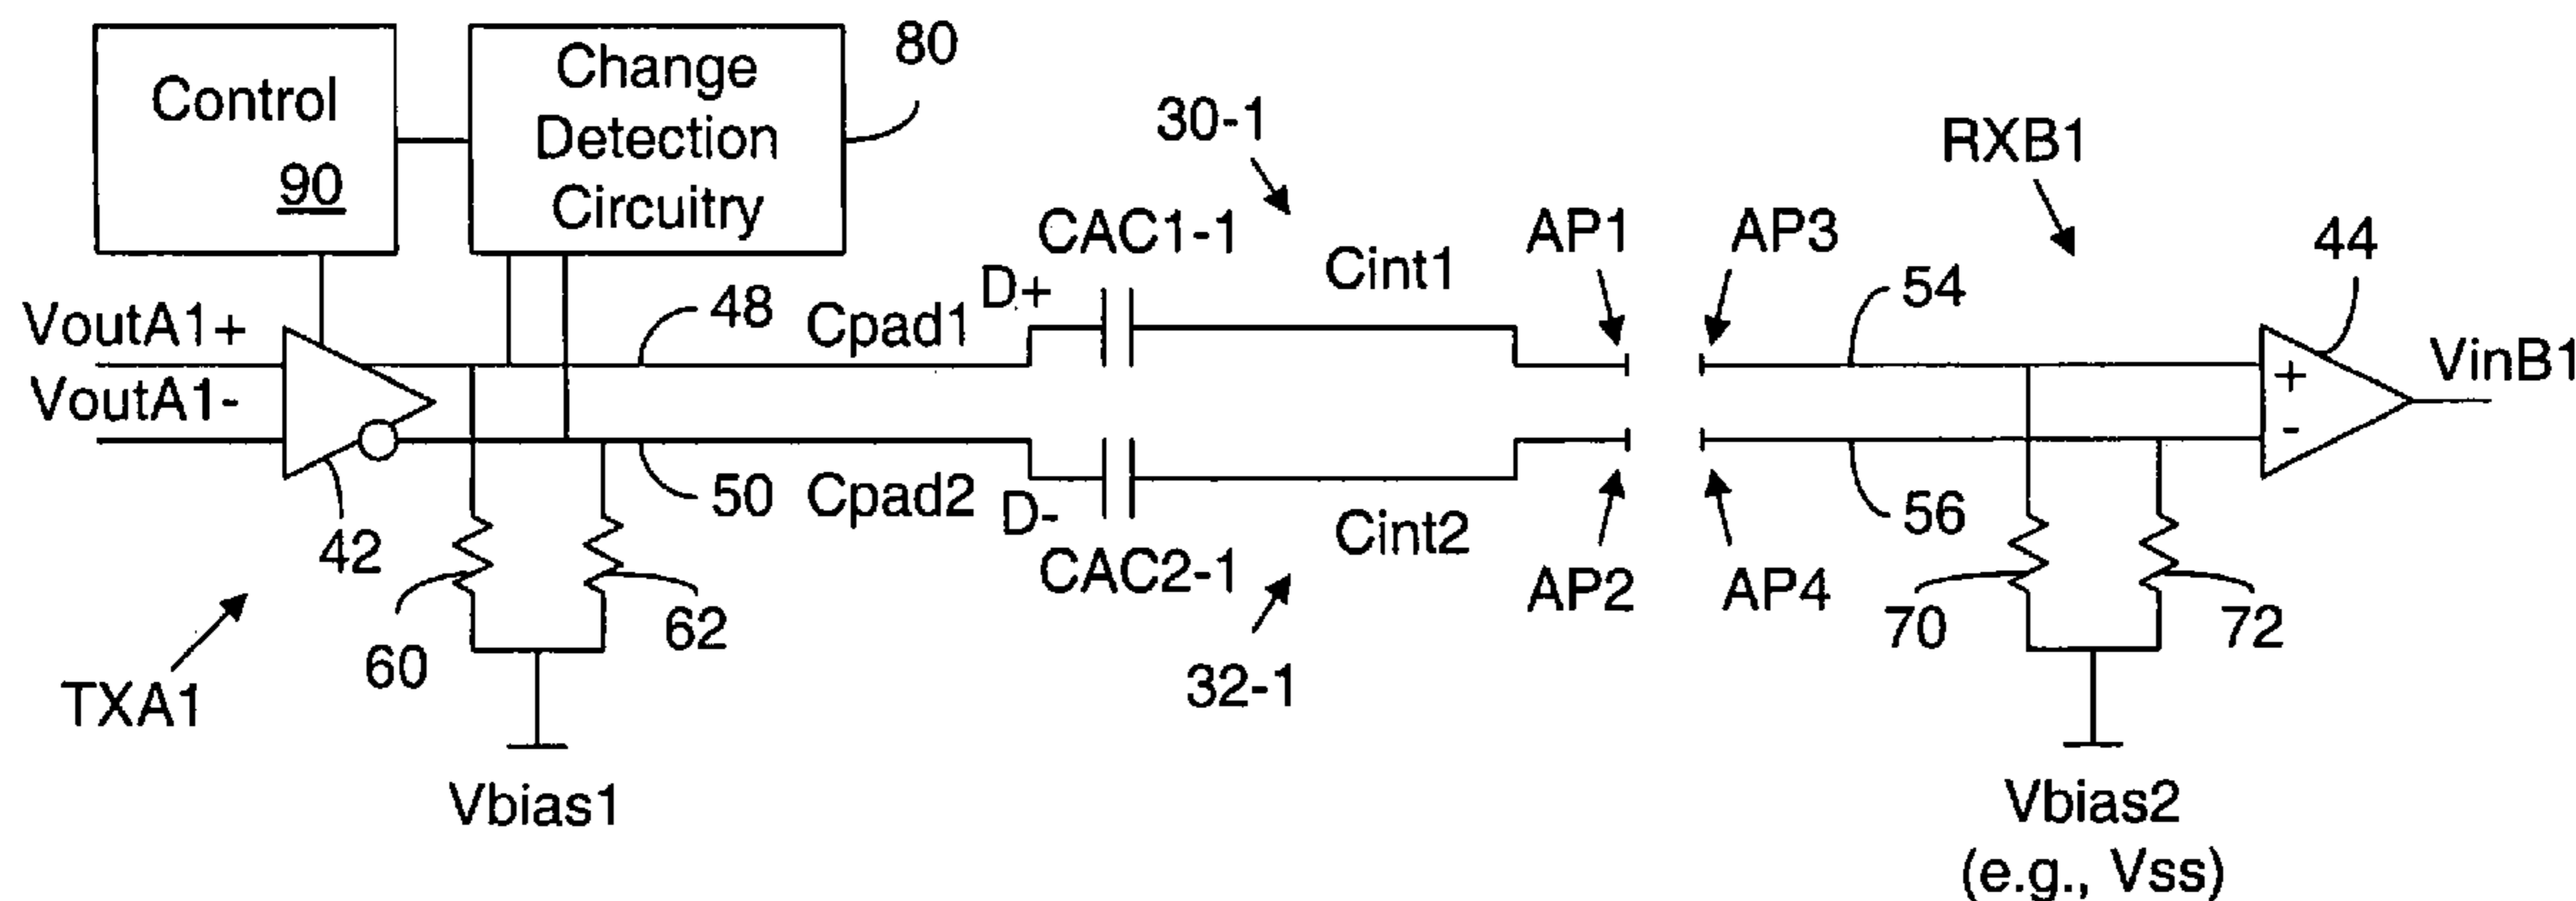 Control
90
Change
Detection
Circuitry
80
30-1
RXB1
CAC1-1
Cint1
AP1
AP3
44
D+
VoutA1+
48
Cpad1
54
VinB1
VoutA1-
+
-
42
50
Cpad2
D-
CAC2-1
Cint2
56
AP2
AP4
60
62
70
72
TXA1
32-1
Vbias1
Vbias2
(e.g., Vss)